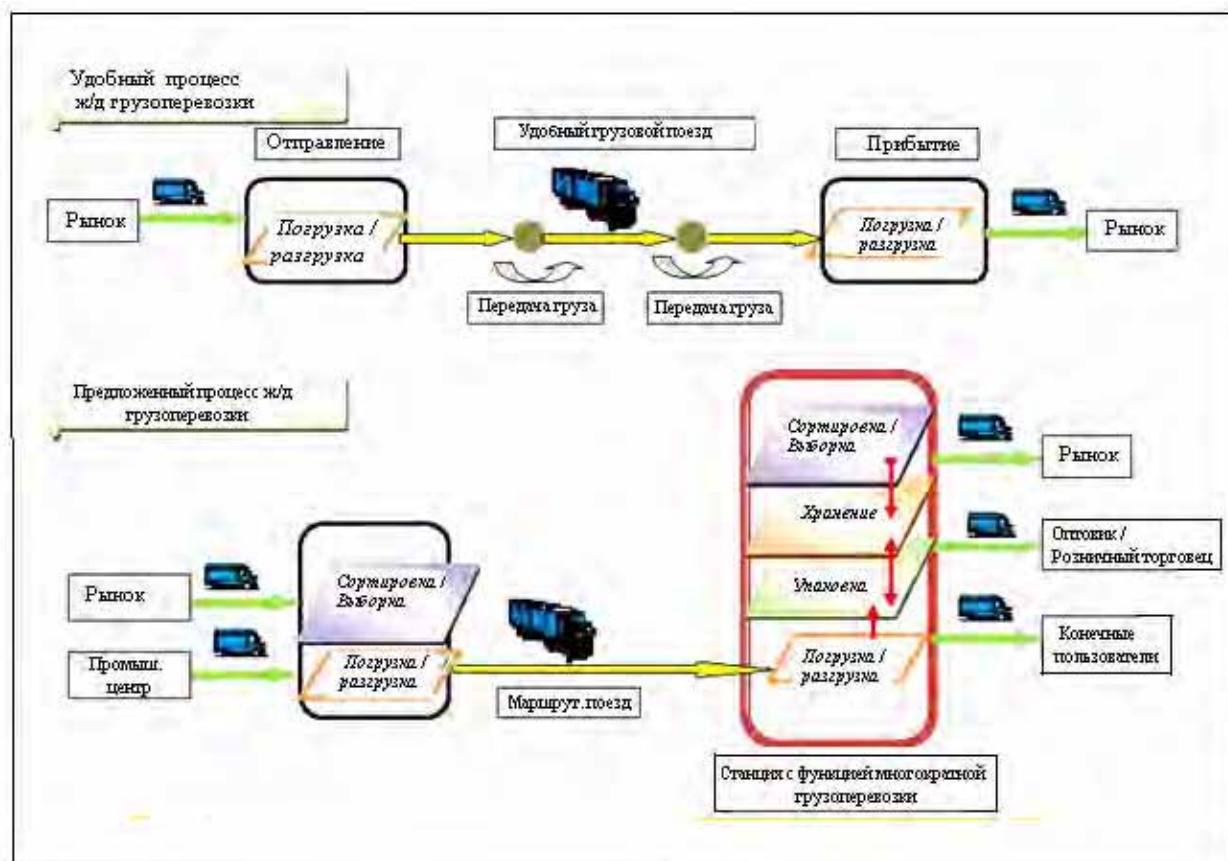 Удобный процесс
ж/д грузоперевозки
Отправление
Удобный грузовой поезд
Прибытие
Рынок
Погрузка /
разгрузка
Погрузка /
разгрузка
Рынок
Передача груза
Передача груза
Предложенный процесс ж/д
грузоперевозки
Сортировка /
Выборка
Рынок
Хранение
Оптовик /
Розничный торговец
Сортировка /
Выборка
Рынок
Упаковка
Конечные
пользователи
Промыш.
центр
Погрузка /
разгрузка
Погрузка /
разгрузка
Маршрут. поезд
Станция с функцией многократной
грузоперевозки